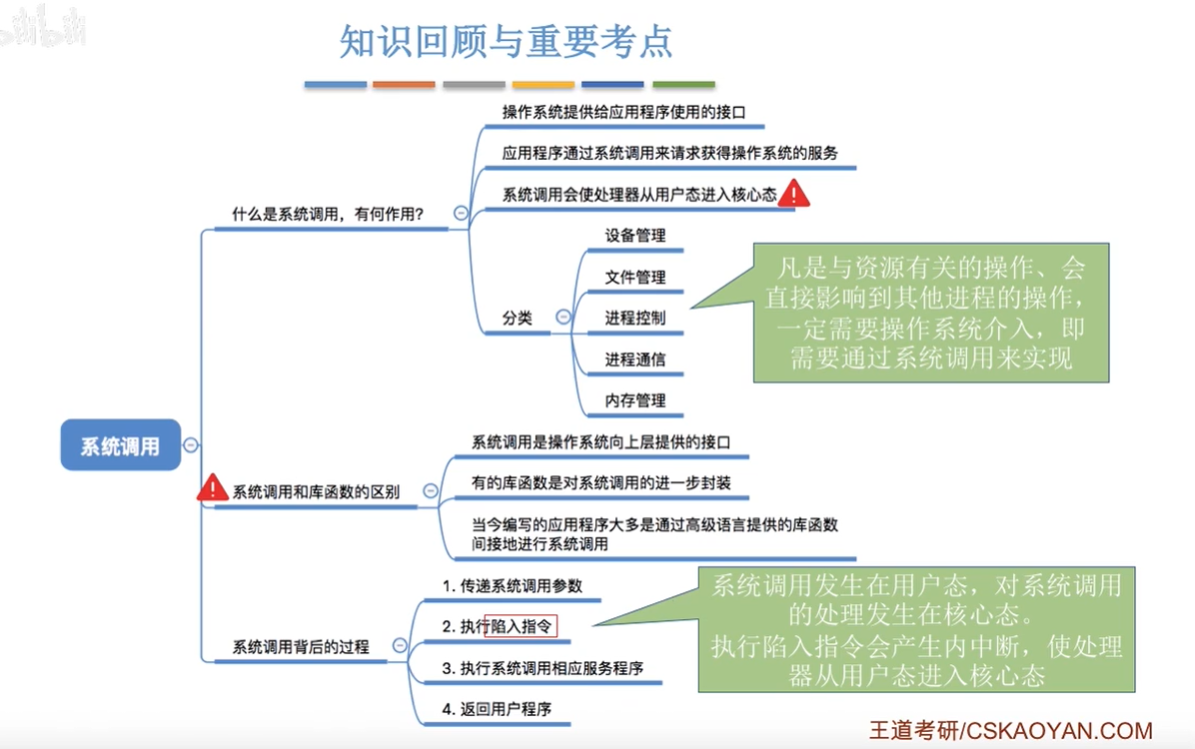 知识回顾与重要考点
操作系统提供给应用程序使用的接口
应用程序通过系统调用来请求获得操作系统的服务
系统调用会使处理器从用户态进入核心态
什么是系统调用，有何作用？
设备管理
文件管理
分类
进程控制
进程通信
内存管理
凡是与资源有关的操作、会
直接影响到其他进程的操作，
一定需要操作系统介入，即
需要通过系统调用来实现
系统调用
系统调用是操作系统向上层提供的接口
系统调用和库函数的区别
有的库函数是对系统调用的进一步封装
当今编写的应用程序大多是通过高级语言提供的库函数
间接地进行系统调用
1. 传递系统调用参数
2. 执行陷入指令
系统调用背后的过程
3. 执行系统调用相应服务程序
4. 返回用户程序
系统调用发生在用户态，对系统调用
的处理发生在核心态。
执行陷入指令会产生内中断，使处理
器从用户态进入核心态
王道考研/CSKAOYAN.COM